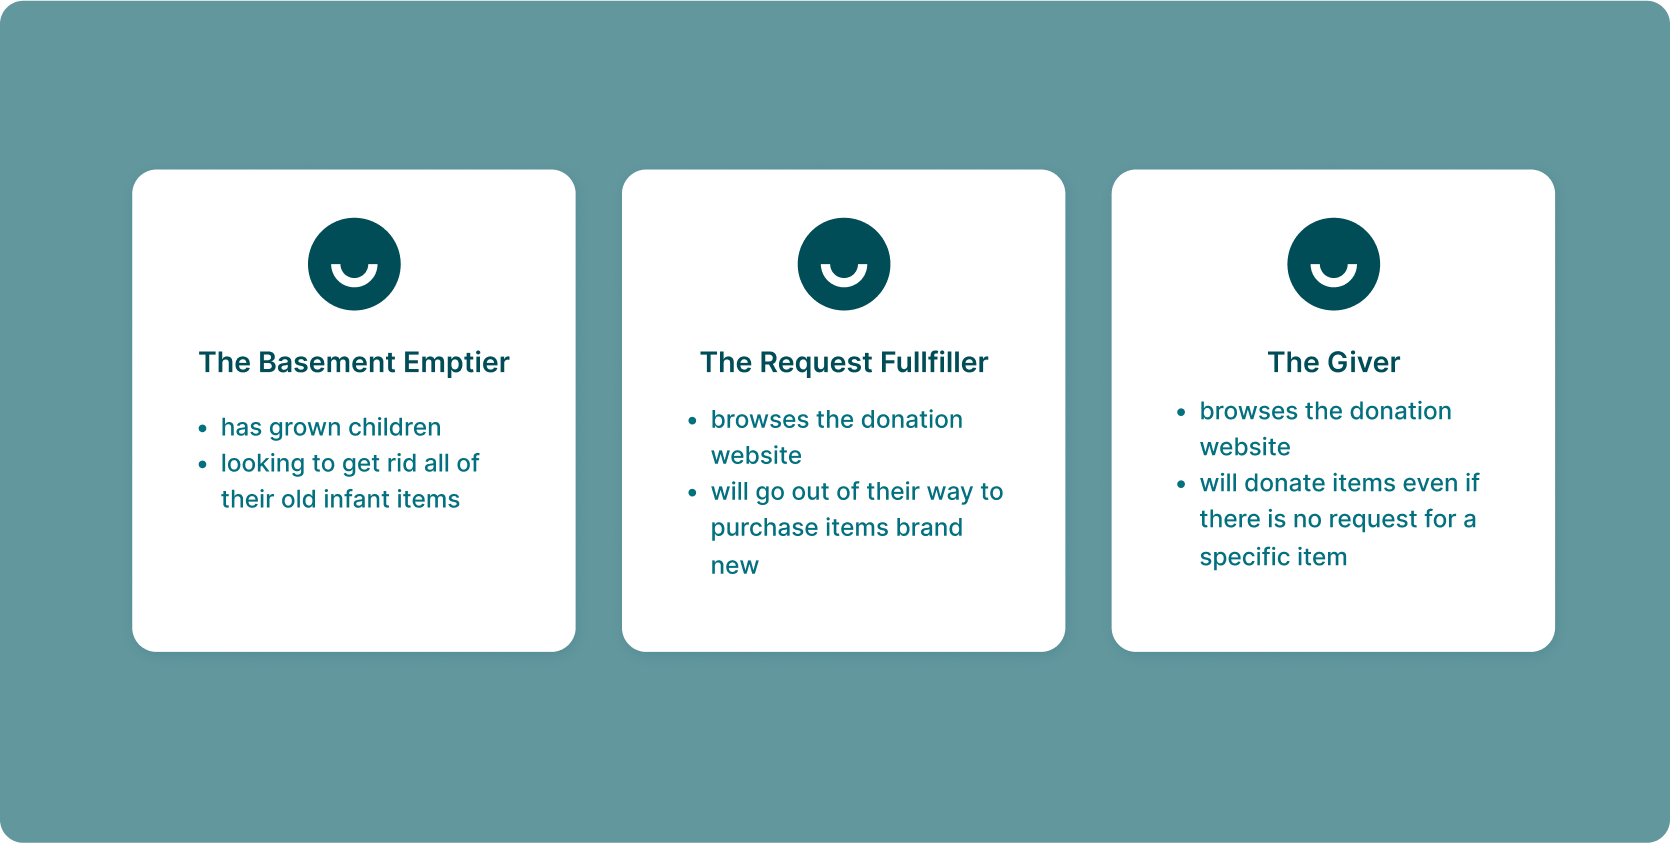 The Basement Emptier
• has grown children
• looking to get rid all of
their old infant items
The Request Fullfiller
• browses the donation
website
• will go out of their way to
purchase items brand
new
The Giver
• browses the donation
website
• will donate items even if
there is no request for a
specific item